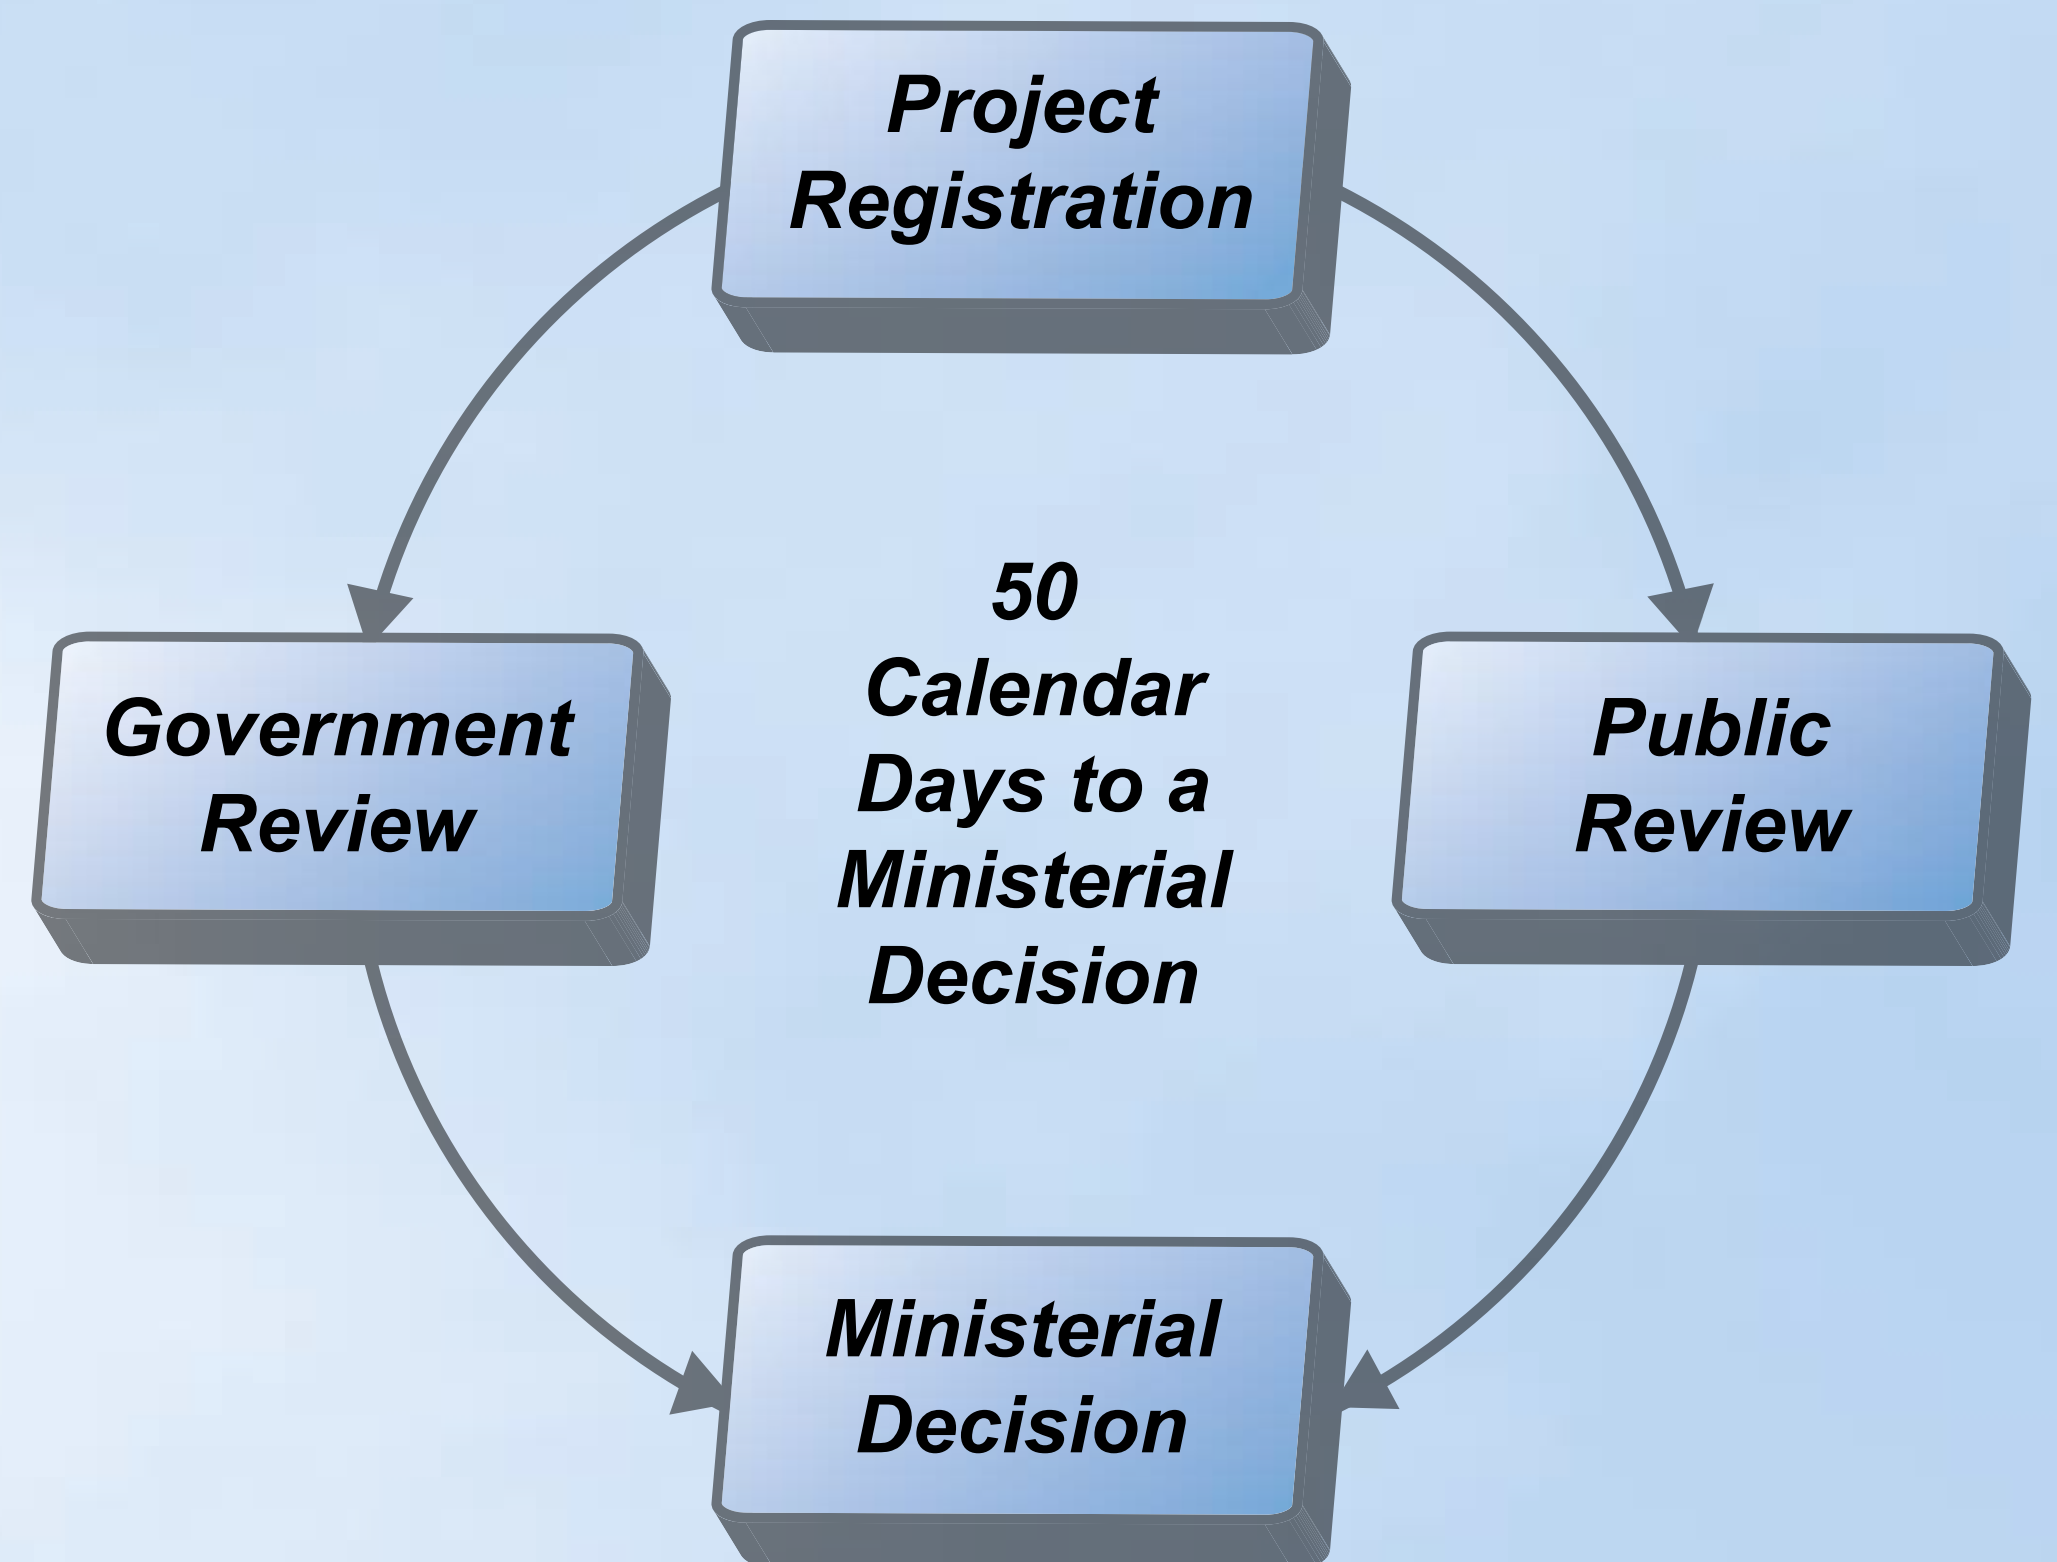 Project
Registration
50
Calendar
Days to a
Ministerial
Decision
Government
Review
Public
Review
Ministerial
Decision